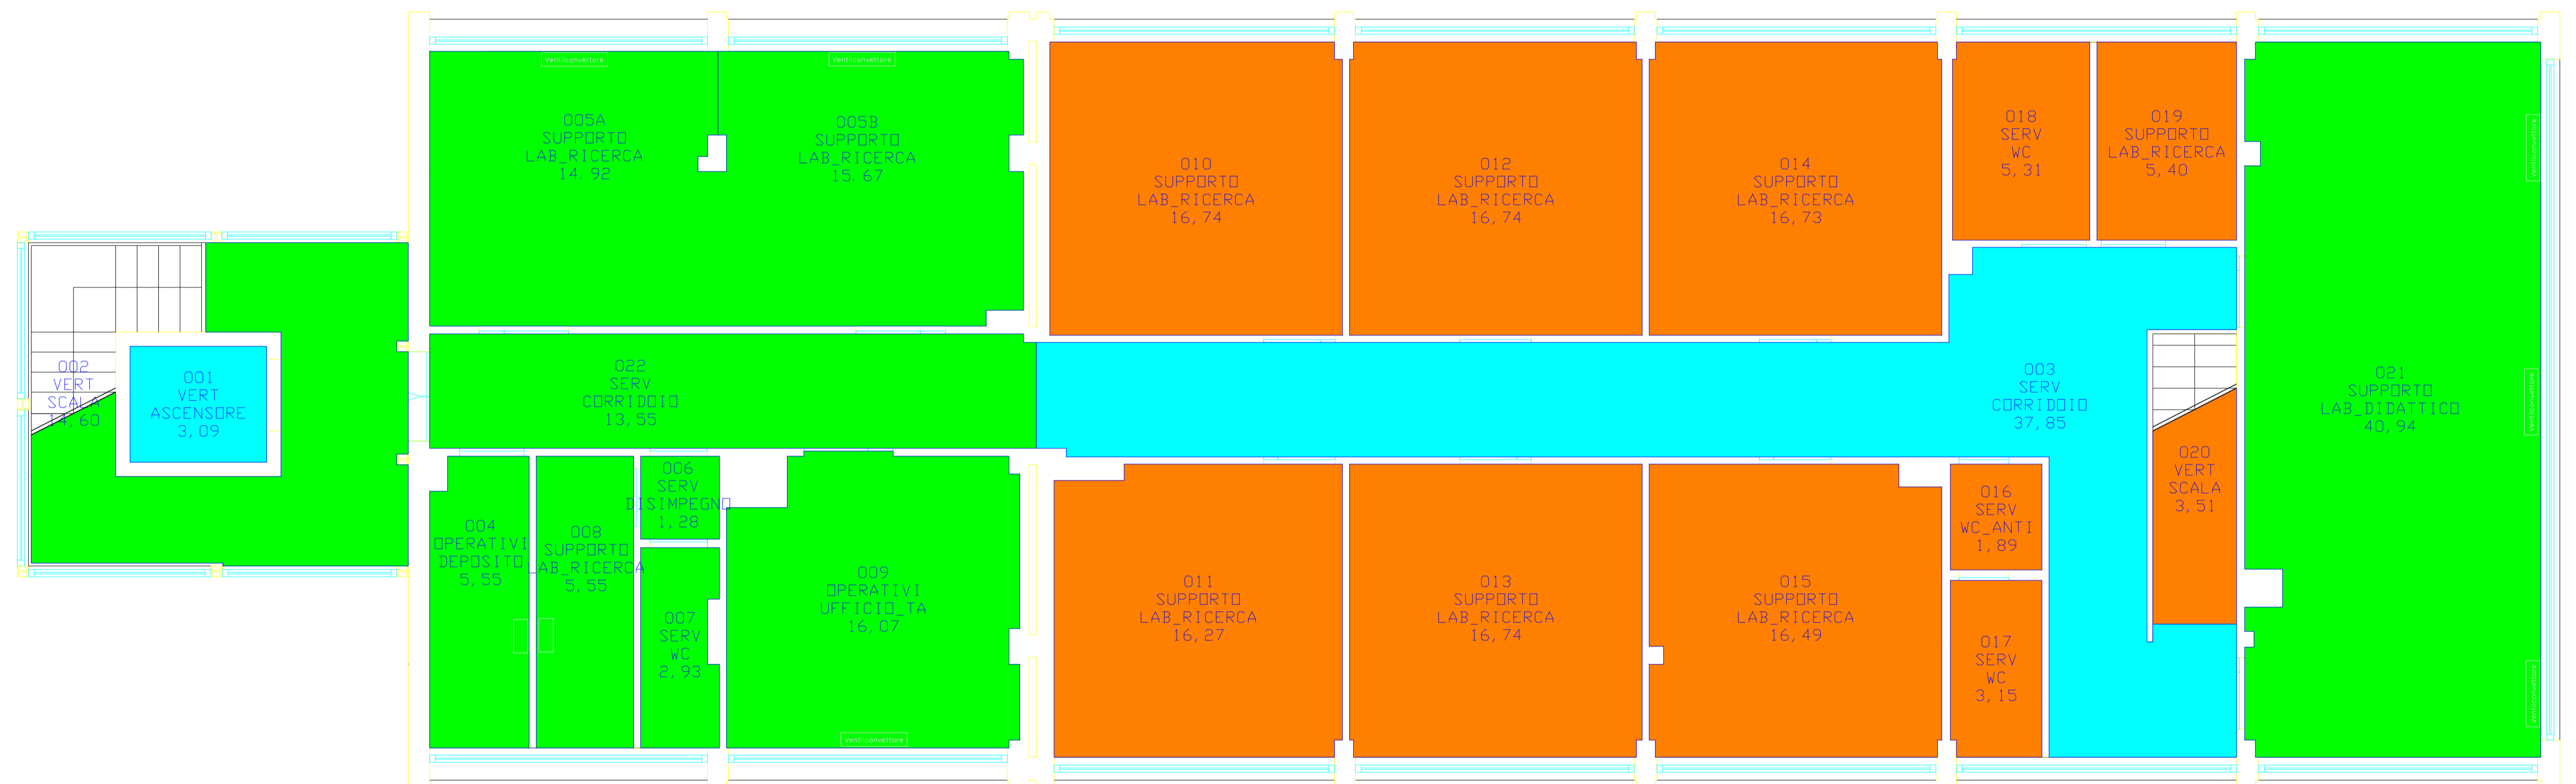 Ventilconvettore
Ventilconvettore
005A
SUPPORTO
LAB_RICERCA
14.92
005B
SUPPORTO
LAB_RICERCA
15.67
010
SUPPORTO
LAB_RICERCA
16,74
012
SUPPORTO
LAB_RICERCA
16,74
014
SUPPORTO
LAB_RICERCA
16,73
018
SERV
WC
5,31
019
SUPPORTO
LAB_RICERCA
5,40
Ventilconvettore
002
VERT
SCALA
14,60
001
VERT
ASCENSORE
3,09
022
SERV
CORRIDOIO
13,55
003
SERV
CORRIDOIO
37,85
021
SUPPORTO
LAB_DIDATTICO
40,94
Ventilconvettore
004
OPERATIVI
DEPOSITO
5,55
008
SUPPORTO
LAB_RICERCA
5,55
006
SERV
DISIMPEGNO
1,28
007
SERV
WC
2,93
009
OPERATIVI
UFFICIO_TA
16,07
011
SUPPORTO
LAB_RICERCA
16,27
013
SUPPORTO
LAB_RICERCA
16,74
015
SUPPORTO
LAB_RICERCA
16,49
016
SERV
WC_ANTI
1,89
017
SERV
WC
3,15
020
VERT
SCALA
3,51
Ventilconvettore
Ventilconvettore